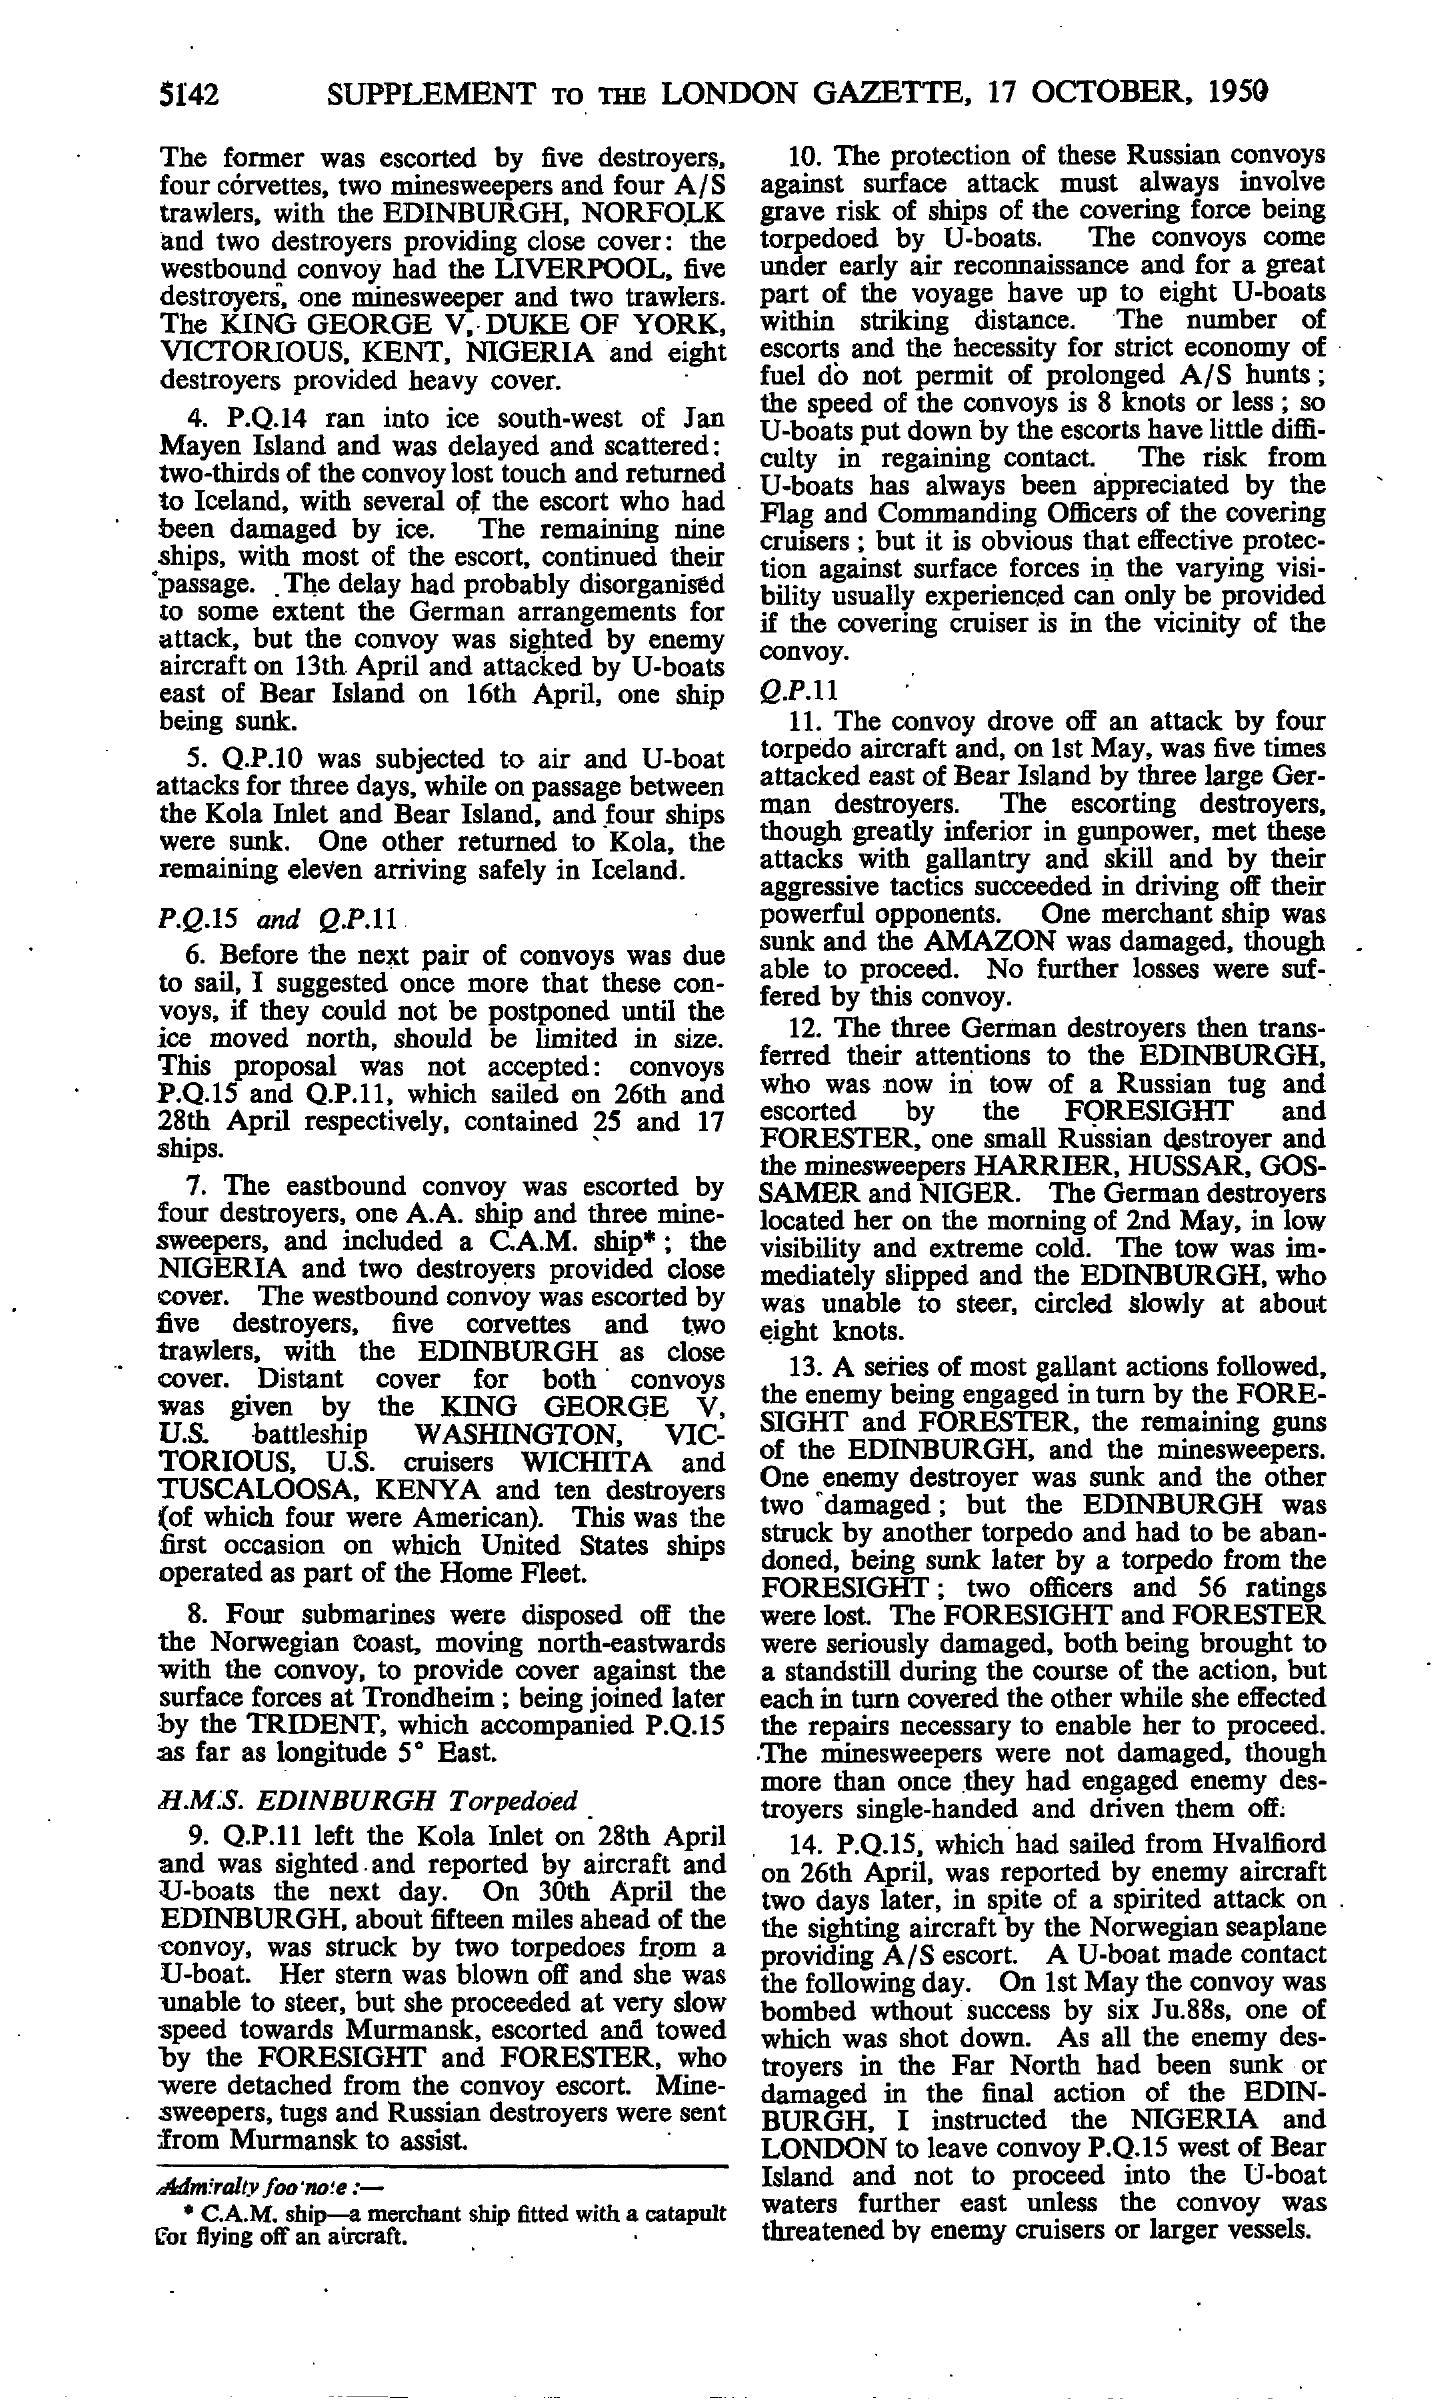 5142 SUPPLEMENT TO THE LONDON GAZETTE, 17 OCTOBER, 1950
The former was escorted by five destroyers,
four corvettes, two minesweepers and four A/S
trawlers, with the EDINBURGH, NORFOLK
and two destroyers providing close cover: the
westbound convoy had the LIVERPOOL, five
destroyers, one minesweeper and two trawlers.
The KING GEORGE V, DUKE OF YORK,
VICTORIOUS, KENT, NIGERIA and eight
destroyers provided heavy cover.
4. P.Q.14 ran into ice south-west of Jan
Mayen Island and was delayed and scattered:
two-thirds of the convoy lost touch and returned
to Iceland, with several of the escort who had
been damaged by ice. The remaining nine
ships, with most of the escort, continued their
passage. The delay had probably disorganised
to some extent the German arrangements for
attack, but the convoy was sighted by enemy
aircraft on 13th April and attacked by U-boats
east of Bear Island on 16th April, one ship
being sunk.
5. Q.P.10 was subjected to air and U-boat
attacks for three days, while on passage between
the Kola Inlet and Bear Island, and four ships
were sunk. One other returned to Kola, the
remaining eleven arriving safely in Iceland.
P.Q.15 and Q.P.11
6. Before the next pair of convoys was due
to sail, I suggested once more that these con-
voys, if they could not be postponed until the
ice moved north, should be limited in size.
This proposal was not accepted: convoys
P.Q.15 and Q.P.11, which sailed on 26th and
28th April respectively, contained 25 and 17
ships.
7. The eastbound convoy was escorted by
four destroyers, one A.A. ship and three mine-
sweepers, and included a C.A.M. ship*; the
NIGERIA and two destroyers provided close
cover. The westbound convoy was escorted by
five destroyers, five corvettes and two
trawlers, with the EDINBURGH as close
cover. Distant cover for both convoys
was given by the KING GEORGE V,
U.S. battleship WASHINGTON, VIC-
TORIOUS, U.S. cruisers WICHITA and
TUSCALOOSA, KENYA and ten destroyers
(of which four were American). This was the
first occasion on which United States ships
operated as part of the Home Fleet.
8. Four submarines were disposed off the
the Norwegian coast, moving north-eastwards
with the convoy, to provide cover against the
surface forces at Trondheim; being joined later
by the TRIDENT, which accompanied P.Q.15
as far as longitude 5° East.
H.M.S. EDINBURGH Torpedoed
9. Q.P.11 left the Kola Inlet on 28th April
and was sighted and reported by aircraft and
U-boats the next day. On 30th April the
EDINBURGH, about fifteen miles ahead of the
convoy, was struck by two torpedoes from a
U-boat. Her stern was blown off and she was
unable to steer, but she proceeded at very slow
speed towards Murmansk, escorted and towed
by the FORESIGHT and FORESTER, who
were detached from the convoy escort. Mine-
sweepers, tugs and Russian destroyers were sent
from Murmansk to assist.
Admiralty footnote:—
* C.A.M. ship—a merchant ship fitted with a catapult
for flying off an aircraft.
10. The protection of these Russian convoys
against surface attack must always involve
grave risk of ships of the covering force being
torpedoed by U-boats. The convoys come
under early air reconnaissance and for a great
part of the voyage have up to eight U-boats
within striking distance. The number of
escorts and the hecessity for strict economy of
fuel do not permit of prolonged A/S hunts;
the speed of the convoys is 8 knots or less; so
U-boats put down by the escorts have little diffi-
culty in regaining contact. The risk from
U-boats has always been appreciated by the
Flag and Commanding Officers of the covering
cruisers; but it is obvious that effective protec-
tion against surface forces in the varying visi-
bility usually experienced can only be provided
if the covering cruiser is in the vicinity of the
convoy.
Q.P.11
11. The convoy drove off an attack by four
torpedo aircraft and, on 1st May, was five times
attacked east of Bear Island by three large Ger-
man destroyers. The escorting destroyers,
though greatly inferior in gunpower, met these
attacks with gallantry and skill and by their
aggressive tactics succeeded in driving off their
powerful opponents. One merchant ship was
sunk and the AMAZON was damaged, though
able to proceed. No further losses were suf-
fered by this convoy.
12. The three German destroyers then trans-
ferred their attentions to the EDINBURGH,
who was now in tow of a Russian tug and
escorted by the FORESIGHT and
FORESTER, one small Russian destroyer and
the minesweepers HARRIER, HUSSAR, GOS-
SAMER and NIGER. The German destroyers
located her on the morning of 2nd May, in low
visibility and extreme cold. The tow was im-
mediately slipped and the EDINBURGH, who
was unable to steer, circled slowly at about
eight knots.
13. A series of most gallant actions followed,
the enemy being engaged in turn by the FORE-
SIGHT and FORESTER, the remaining guns
of the EDINBURGH, and the minesweepers.
One enemy destroyer was sunk and the other
two damaged; but the EDINBURGH was
struck by another torpedo and had to be aban-
doned, being sunk later by a torpedo from the
FORESIGHT; two officers and 56 ratings
were lost. The FORESIGHT and FORESTER
were seriously damaged, both being brought to
a standstill during the course of the action, but
each in turn covered the other while she effected
the repairs necessary to enable her to proceed.
The minesweepers were not damaged, though
more than once they had engaged enemy des-
troyers single-handed and driven them off.
14. P.Q.15, which had sailed from Hvalfiord
on 26th April, was reported by enemy aircraft
two days later, in spite of a spirited attack on
the sighting aircraft by the Norwegian seaplane
providing A/S escort. A U-boat made contact
the following day. On 1st May the convoy was
bombed wthout success by six Ju.88s, one of
which was shot down. As all the enemy des-
troyers in the Far North had been sunk or
damaged in the final action of the EDIN-
BURGH, I instructed the NIGERIA and
LONDON to leave convoy P.Q.15 west of Bear
Island and not to proceed into the U-boat
waters further east unless the convoy was
threatened by enemy cruisers or larger vessels.